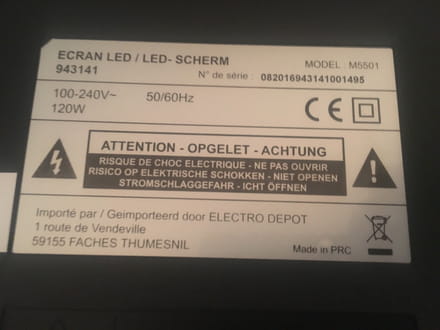 ECRAN LED / LED- SCHERM MODEL : M5501
943141 N° de série : 082016943141001495
100-240V~ 50/60Hz
120W
CE
ATTENTION - OPGELET - ACHTUNG
RISQUE DE CHOC ELECTRIQUE - NE PAS OUVRIR
RISICO OP ELEKTRISCHE SCHOKKEN - NIET OPENEN
STROMSCHLAGGEFAHR - ICHT ÖFFNEN
Importé par / Geimporteerd door ELECTRO DEPOT
1 route de Vendeville
59155 FACHES THUMESNIL Made in PRC